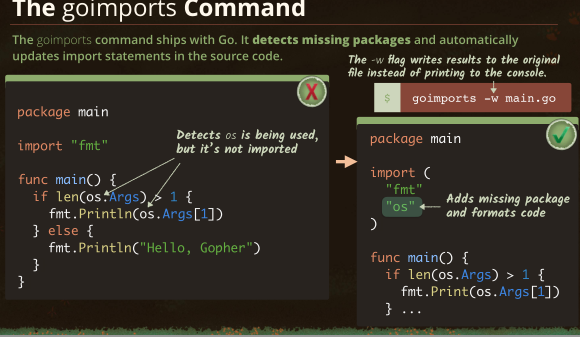 The goimports Command
The goimports command ships with Go. It detects missing packages and automatically
updates import statements in the source code.
The -w flag writes results to the original
file instead of printing to the console.
$ goimports -w main.go
package main
import "fmt"
Detects os is being used,
but it's not imported
func main() {
if len(os.Args) > 1 {
fmt.Println(os.Args[1])
} else {
fmt.Println("Hello, Gopher")
}
}
package main
import (
"fmt"
"os"
)
Adds missing package
and formats code
func main() {
if len(os.Args) > 1 {
fmt.Print(os.Args[1])
} ...